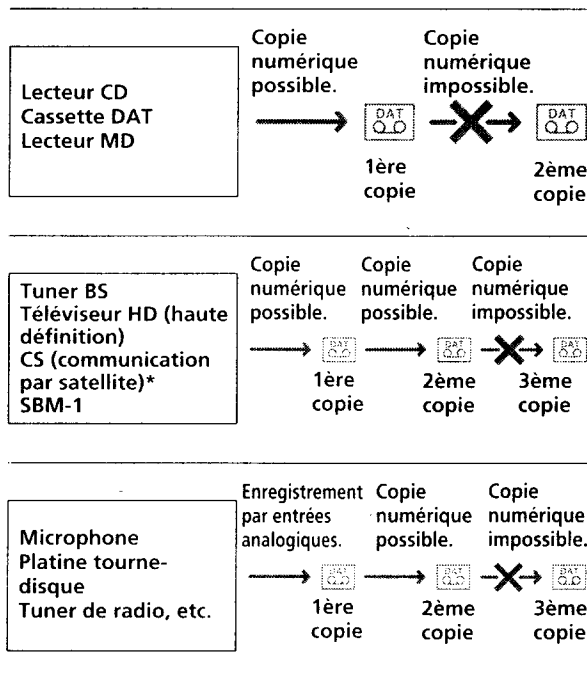 Copie
numérique
possible.
Copie
numérique
impossible.
Lecteur CD
Cassette DAT
Lecteur MD
DAT
DAT
1ère
copie
2ème
copie
Copie
numérique
possible.
Copie
numérique
possible.
Copie
numérique
impossible.
Tuner BS
Téléviseur HD (haute
définition)
CS (communication
par satellite)*
SBM-1
DAT
DAT
DAT
1ère
copie
2ème
copie
3ème
copie
Enregistrement
par entrées
analogiques.
Copie
numérique
possible.
Copie
numérique
impossible.
Microphone
Platine tourne-
disque
Tuner de radio, etc.
DAT
DAT
DAT
1ère
copie
2ème
copie
3ème
copie